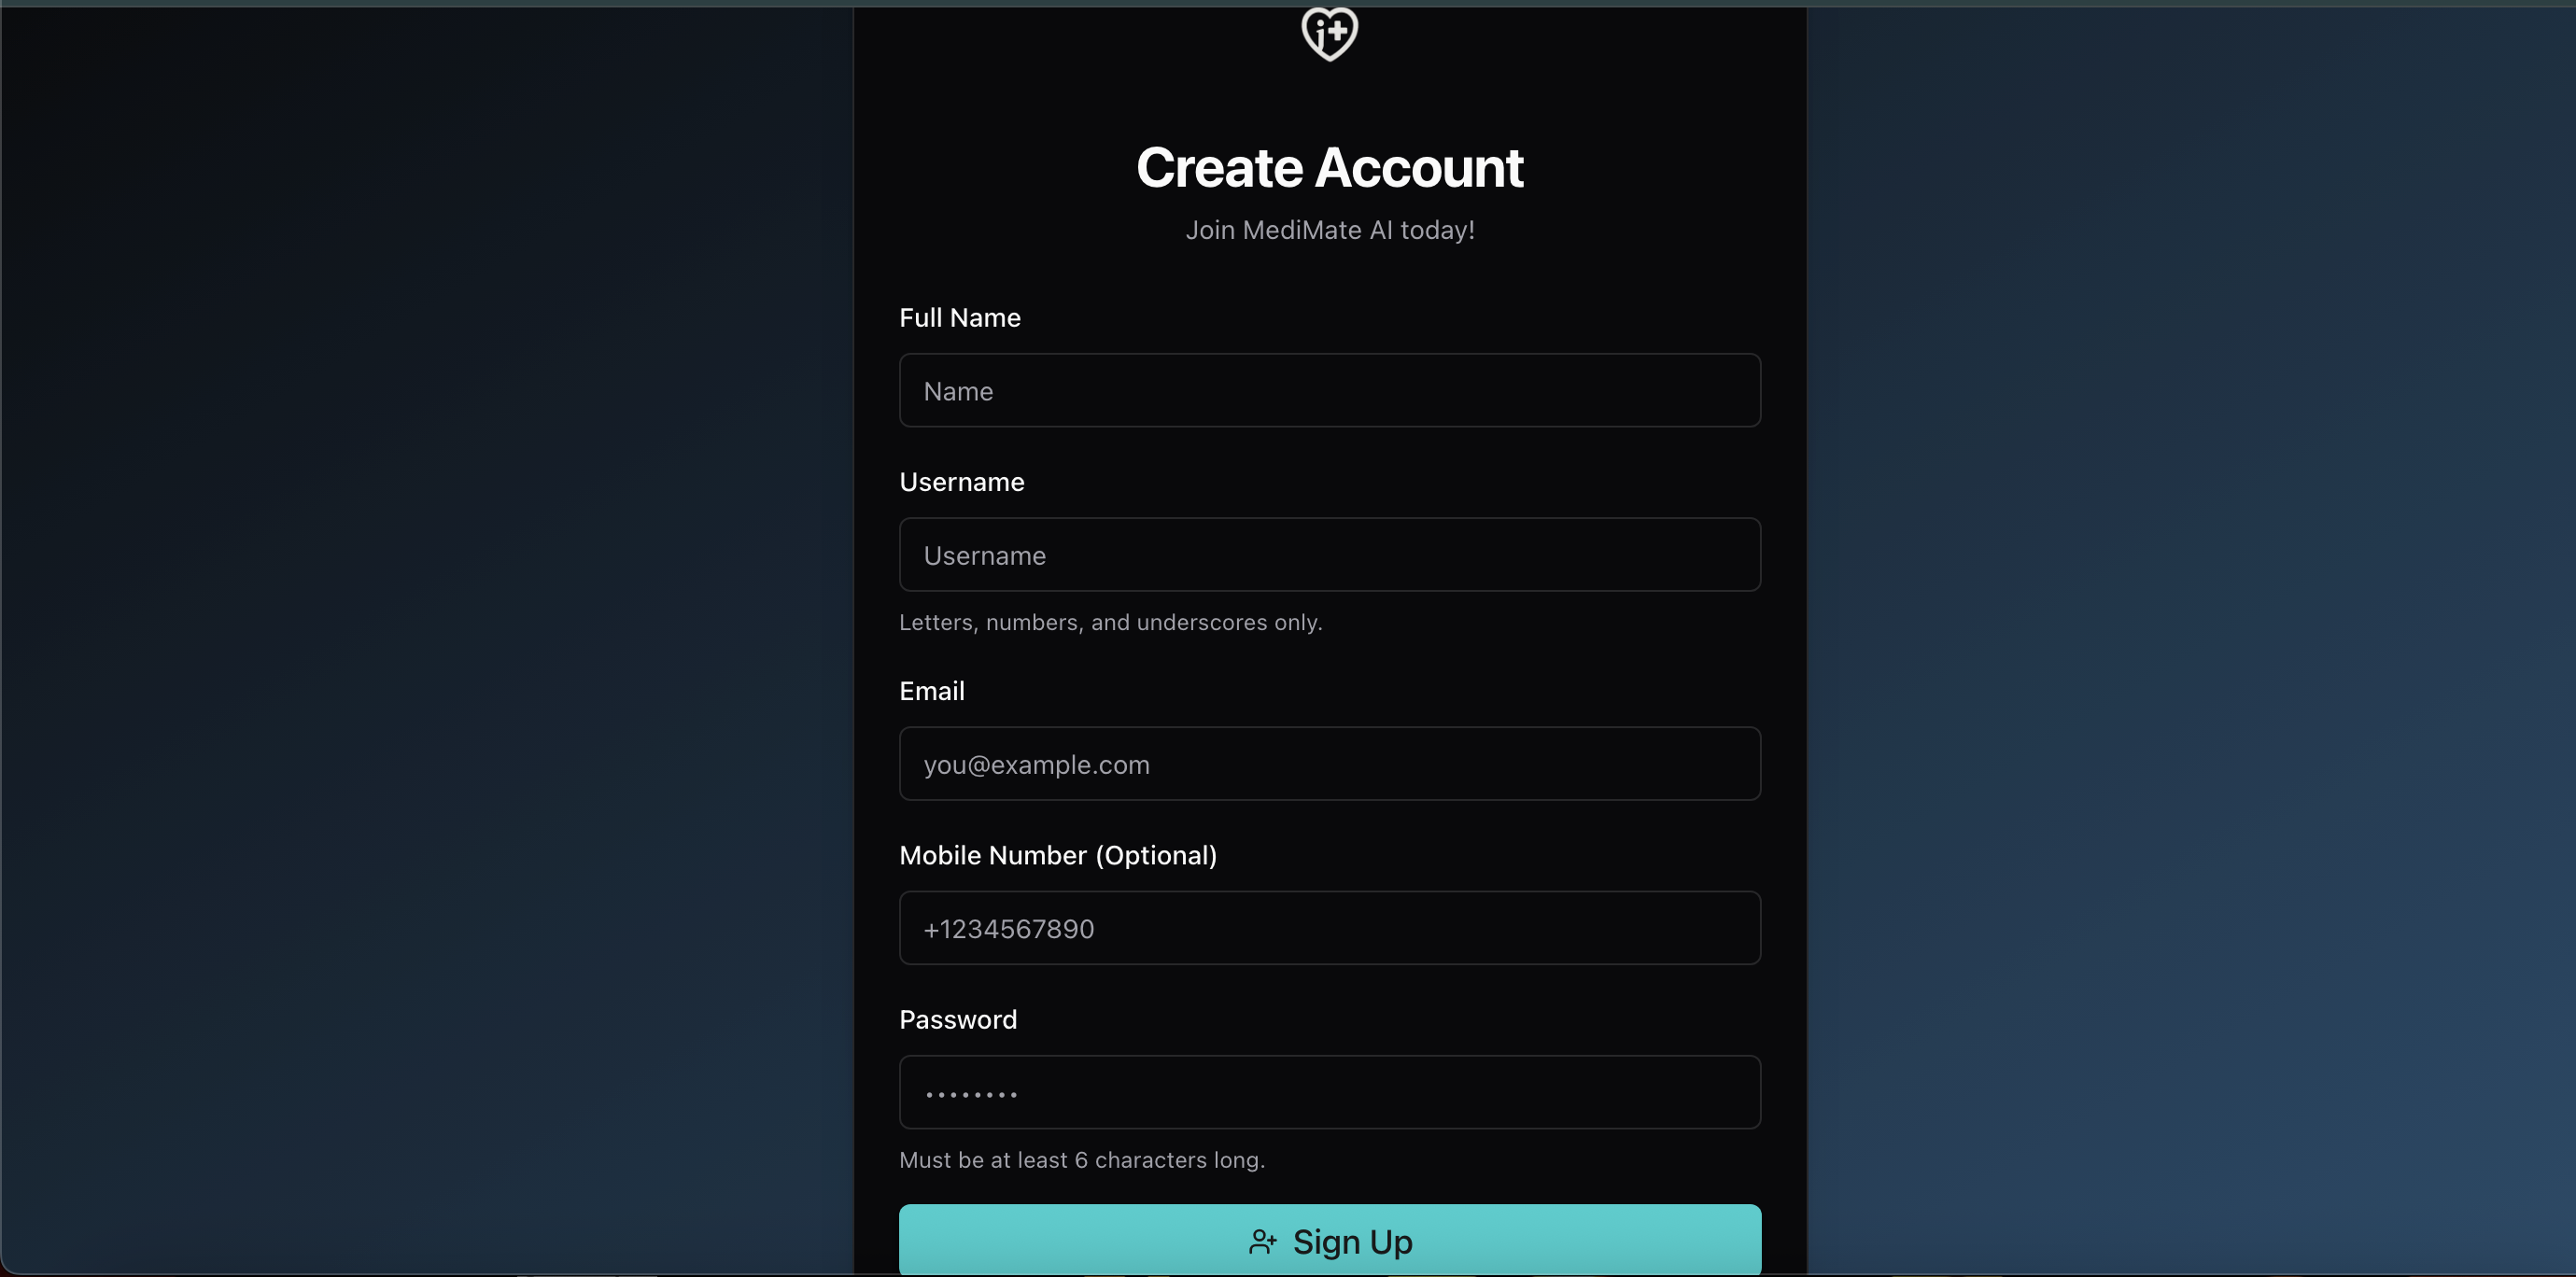 i+
Create Account
Join MediMate AI today!
Full Name
Name
Username
Username
Letters, numbers, and underscores only.
Email
you@example.com
Mobile Number (Optional)
+1234567890
Password
••••••••
Must be at least 6 characters long.
Sign Up